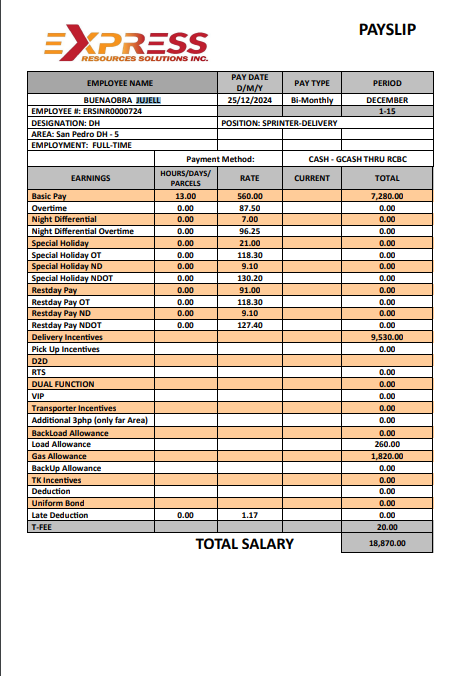 EXPRESS
RESOURCES SOLUTIONS INC.
PAYSLIP
EMPLOYEE NAME PAY DATE D/M/Y PAY TYPE PERIOD
BUENAOBRA JUJELL 25/12/2024 Bi-Monthly DECEMBER
EMPLOYEE #: ERSINR0000724 1-15
DESIGNATION: DH POSITION: SPRINTER-DELIVERY
AREA: San Pedro DH - 5
EMPLOYMENT: FULL-TIME
Payment Method: CASH - GCASH THRU RCBC
EARNINGS HOURS/DAYS/PARCELS RATE CURRENT TOTAL
Basic Pay 13.00 560.00 7,280.00
Overtime 0.00 87.50 0.00
Night Differential 0.00 7.00 0.00
Night Differential Overtime 0.00 96.25 0.00
Special Holiday 0.00 21.00 0.00
Special Holiday OT 0.00 118.30 0.00
Special Holiday ND 0.00 9.10 0.00
Special Holiday NDOT 0.00 130.20 0.00
Restday Pay 0.00 91.00 0.00
Restday Pay OT 0.00 118.30 0.00
Restday Pay ND 0.00 9.10 0.00
Restday Pay NDOT 0.00 127.40 0.00
Delivery Incentives 9,530.00
Pick Up Incentives 0.00
D2D
RTS 0.00
DUAL FUNCTION 0.00
VIP 0.00
Transporter Incentives 0.00
Additional 3php (only far Area) 0.00
BackLoad Allowance 0.00
Load Allowance 260.00
Gas Allowance 1,820.00
BackUp Allowance 0.00
TK Incentives 0.00
Deduction 0.00
Uniform Bond 0.00
Late Deduction 0.00 1.17 0.00
T-FEE 20.00
TOTAL SALARY 18,870.00